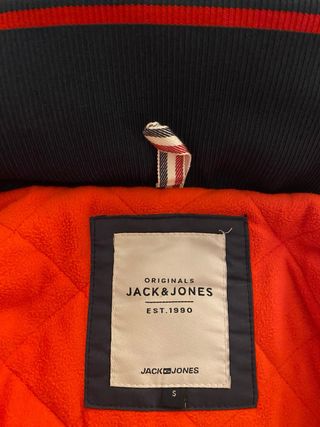 ORIGINALS
JACK&JONES
EST.1990
JACK JONES
S